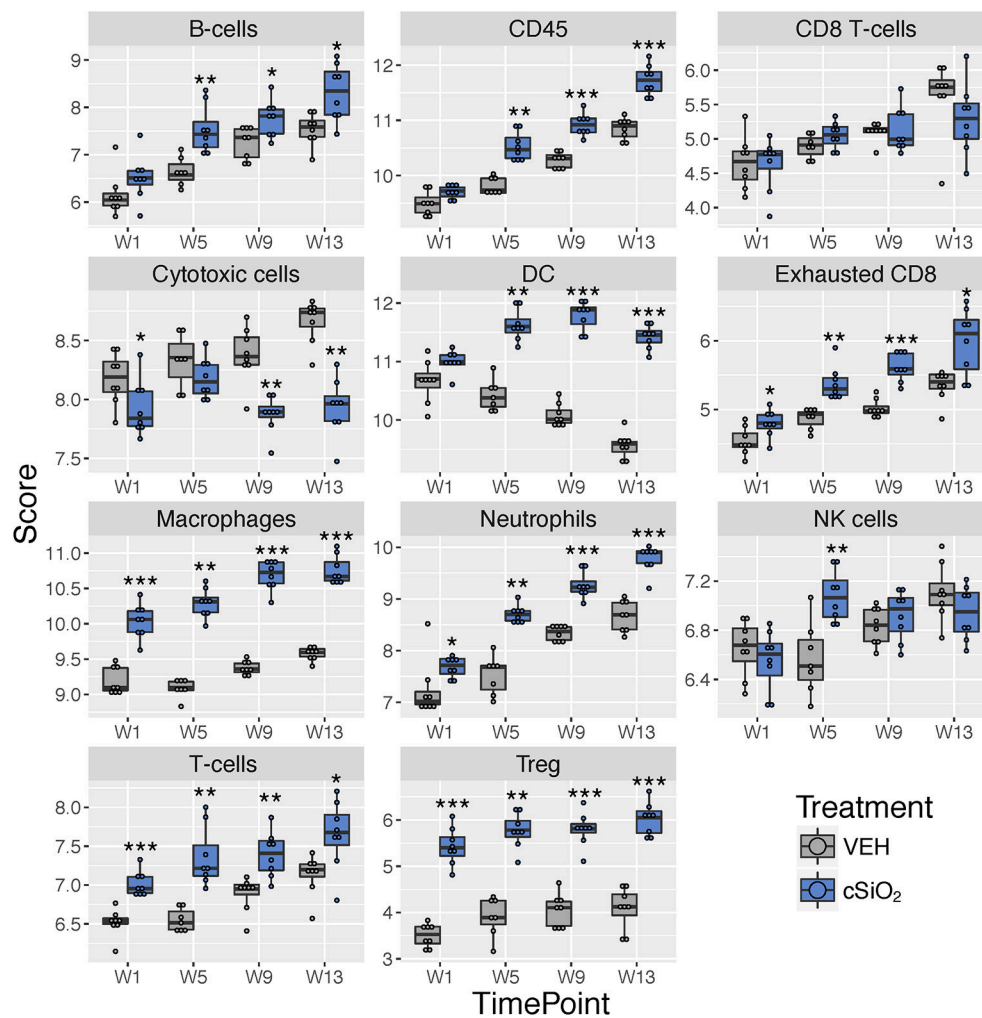 B-cells CD45 CD8 T-cells
* *** 
** * ** ***
9 8 7 6
12 11 10
6.0 5.5 5.0 4.5 4.0
W1 W5 W9 W13 W1 W5 W9 W13 W1 W5 W9 W13
Cytotoxic cells DC Exhausted CD8
* ** **
** *** ***
* ** *** *
8.5 8.0 7.5
12 11 10
6 5
W1 W5 W9 W13 W1 W5 W9 W13 W1 W5 W9 W13
Score
Macrophages Neutrophils NK cells
*** ** *** ***
* ** *** ***
**
11.0 10.5 10.0 9.5 9.0
10 9 8 7
7.2 6.8 6.4
W1 W5 W9 W13 W1 W5 W9 W13 W1 W5 W9 W13
T-cells Treg
*** ** ** *
*** ** *** ***
8.0 7.5 7.0 6.5
6 5 4 3
W1 W5 W9 W13 W1 W5 W9 W13
TimePoint
Treatment
VEH
cSiO₂